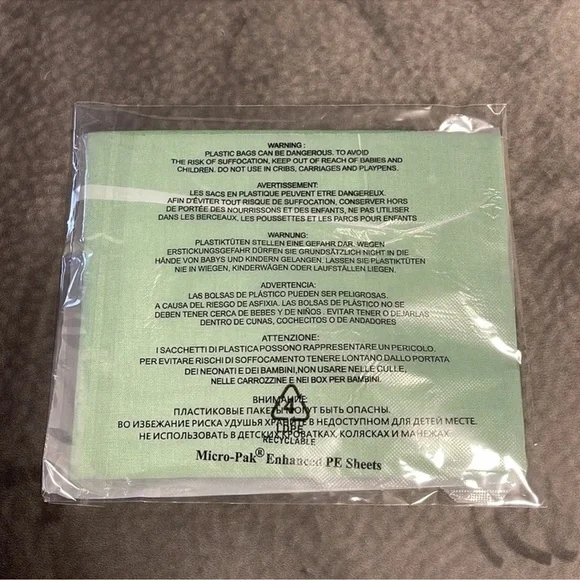 WARNING :
PLASTIC BAGS CAN BE DANGEROUS. TO AVOID
THE RISK OF SUFFOCATION, KEEP OUT OF REACH OF BABIES AND
CHILDREN. DO NOT USE IN CRIBS, CARRIAGES AND PLAYPENS.
AVERTISSEMENT:
LES SACS EN PLASTIQUE PEUVENT ETRE DANGEREUX.
AFIN D'ÉVITER TOUT RISQUE DE SUFFOCATION, CONSERVER HORS
DE PORTÉE DES NOURRISSONS ET DES ENFANTS, NE PAS UTILISER
DANS LES BERCEAUX, LES POUSSETTES ET LES PARCS POUR ENFANTS
WARNUNG:
PLASTIKTÜTEN STELLEN EINE GEFAHR DAR. WEGEN
ERSTICKUNGSGEFAHR DÜRFEN SIE GRUNDSÄTZLICH NICHT IN DIE
HÄNDE VON BABYS UND KINDERN GELANGEN. LASSEN SIE PLASTIKTÜTEN
NIE IN WIEGEN, KINDERWÄGEN ODER LAUFSTÄLLEN LIEGEN.
ADVERTENCIA:
LAS BOLSAS DE PLÁSTICO PUEDEN SER PELIGROSAS.
A CAUSA DEL RIESGO DE ASFIXIA. LAS BOLSAS DE PLÁSTICO NO SE
DEBEN TENER CERCA DE BEBES Y DE NIÑOS. EVITAR TENER O DEJARLAS
DENTRO DE CUNAS, COCHECITOS O DE ANDADORES
ATTENZIONE:
I SACCHETTI DI PLASTICA POSSONO RAPPRESENTARE UN PERICOLO.
PER EVITARE RISCHI DI SOFFOCAMENTO TENERE LONTANO DALLO PORTATA
DEI NEONATI E DEI BAMBINI, NON USARE NELLE CULLE,
NELLE CARROZZINE E NEI BOX PER BAMBINI.
ВНИМАНИЕ
ПЛАСТИКОВЫЕ ПАКЕТЫ МОГУТ БЫТЬ ОПАСНЫ.
ВО ИЗБЕЖАНИЕ РИСКА УДУШЬЯ ХРАНИТЕ В НЕДОСТУПНОМ ДЛЯ ДЕТЕЙ МЕСТЕ.
НЕ ИСПОЛЬЗОВАТЬ В ДЕТСКИХ КРОВАТКАХ, КОЛЯСКАХ И МАНЕЖАХ.
4
LDPE
RECYCLABLE
Micro-Pak® Enhanced PE Sheets